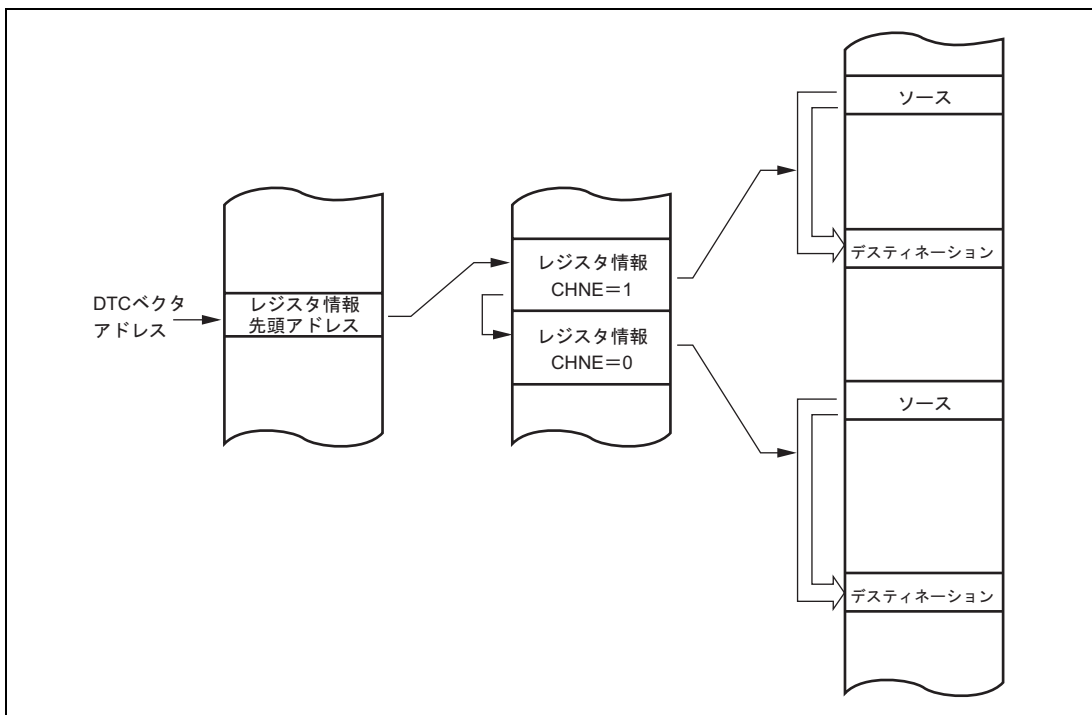 DTCベクタ
アドレス
レジスタ情報
先頭アドレス
レジスタ情報
CHNE=1
レジスタ情報
CHNE=0
ソース
デスティネーション
ソース
デスティネーション